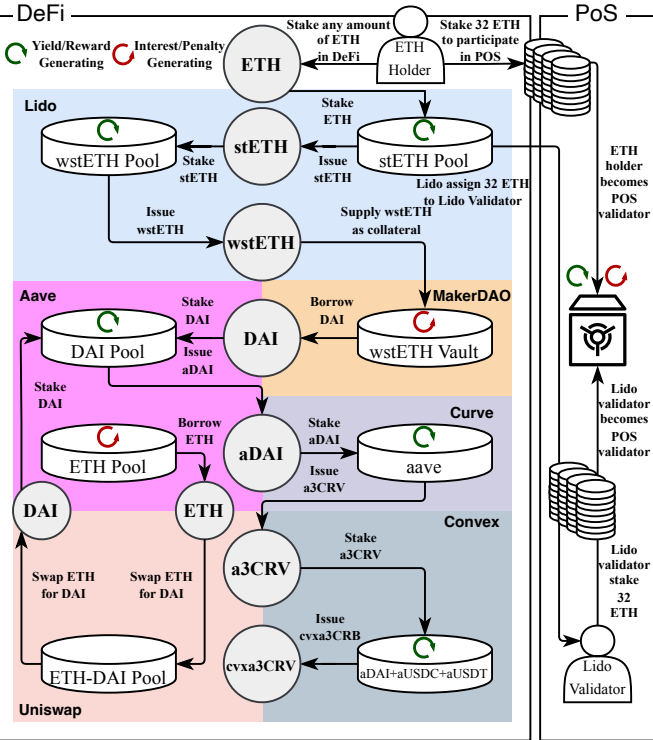 DeFi
PoS
Yield/Reward
Generating
Interest/Penalty
Generating
Stake any amount
of ETH
in DeFi
Stake 32 ETH
to participate
in POS
ETH
Holder
ETH
Lido
Stake
ETH
wstETH Pool
Stake
stETH
stETH
Issue
stETH
stETH Pool
Lido assign 32 ETH
to Lido Validator
ETH
holder
becomes
POS
validator
Issue
wstETH
wstETH
Supply wstETH
as collateral
Aave
MakerDAO
DAI Pool
Stake
DAI
Issue
aDAI
DAI
Borrow
DAI
wstETH Vault
Stake
DAI
Borrow
ETH
ETH Pool
Curve
aDAI
Stake
aDAI
Issue
a3CRV
aave
Lido
validator
becomes
POS
validator
DAI
ETH
Convex
a3CRV
Stake
a3CRV
Swap ETH
for DAI
Swap ETH
for DAI
Issue
cvxa3CRB
Lido
validator
stake
32
ETH
ETH-DAI Pool
cvxa3CRV
aDAI+aUSDC+aUSDT
Lido
Validator
Uniswap